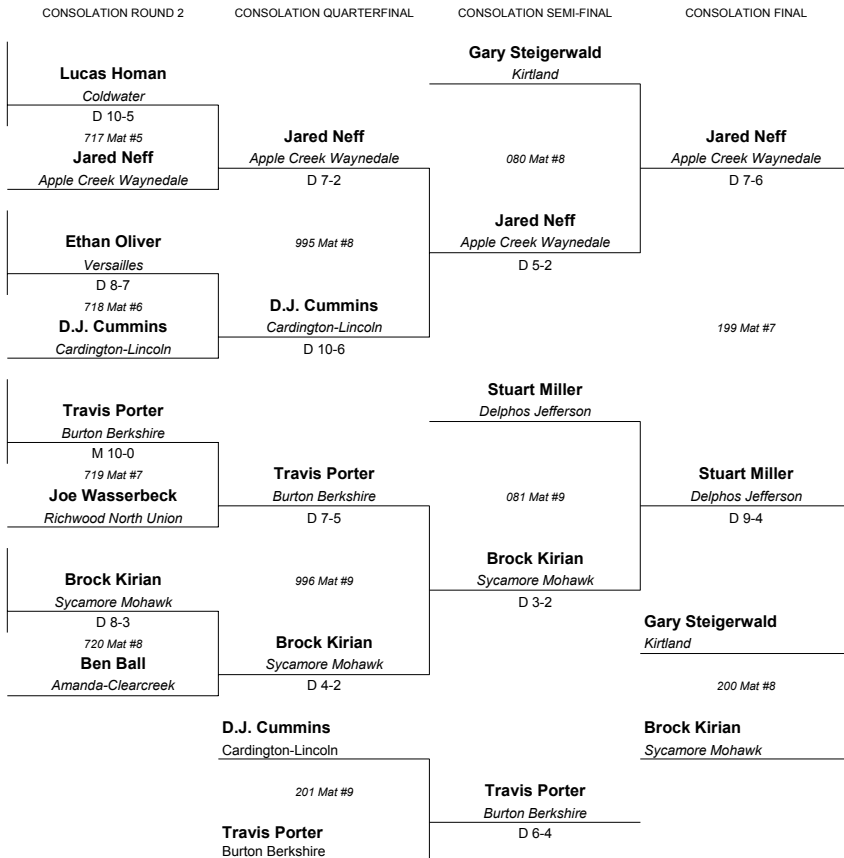 CONSOLATION ROUND 2
CONSOLATION QUARTERFINAL
CONSOLATION SEMI-FINAL
CONSOLATION FINAL
Lucas Homan
Coldwater
D 10-5
717 Mat #5
Jared Neff
Apple Creek Waynedale
Ethan Oliver
Versailles
D 8-7
718 Mat #6
D.J. Cummins
Cardington-Lincoln
Travis Porter
Burton Berkshire
M 10-0
719 Mat #7
Joe Wasserbeck
Richwood North Union
Brock Kirian
Sycamore Mohawk
D 8-3
720 Mat #8
Ben Ball
Amanda-Clearcreek
Jared Neff
Apple Creek Waynedale
D 7-2
995 Mat #8
D.J. Cummins
Cardington-Lincoln
D 10-6
Travis Porter
Burton Berkshire
D 7-5
996 Mat #9
Brock Kirian
Sycamore Mohawk
D 4-2
D.J. Cummins
Cardington-Lincoln
201 Mat #9
Travis Porter
Burton Berkshire
Gary Steigerwald
Kirtland
080 Mat #8
Jared Neff
Apple Creek Waynedale
D 5-2
Stuart Miller
Delphos Jefferson
081 Mat #9
Brock Kirian
Sycamore Mohawk
D 3-2
Travis Porter
Burton Berkshire
D 6-4
Jared Neff
Apple Creek Waynedale
D 7-6
199 Mat #7
Stuart Miller
Delphos Jefferson
D 9-4
Gary Steigerwald
Kirtland
200 Mat #8
Brock Kirian
Sycamore Mohawk